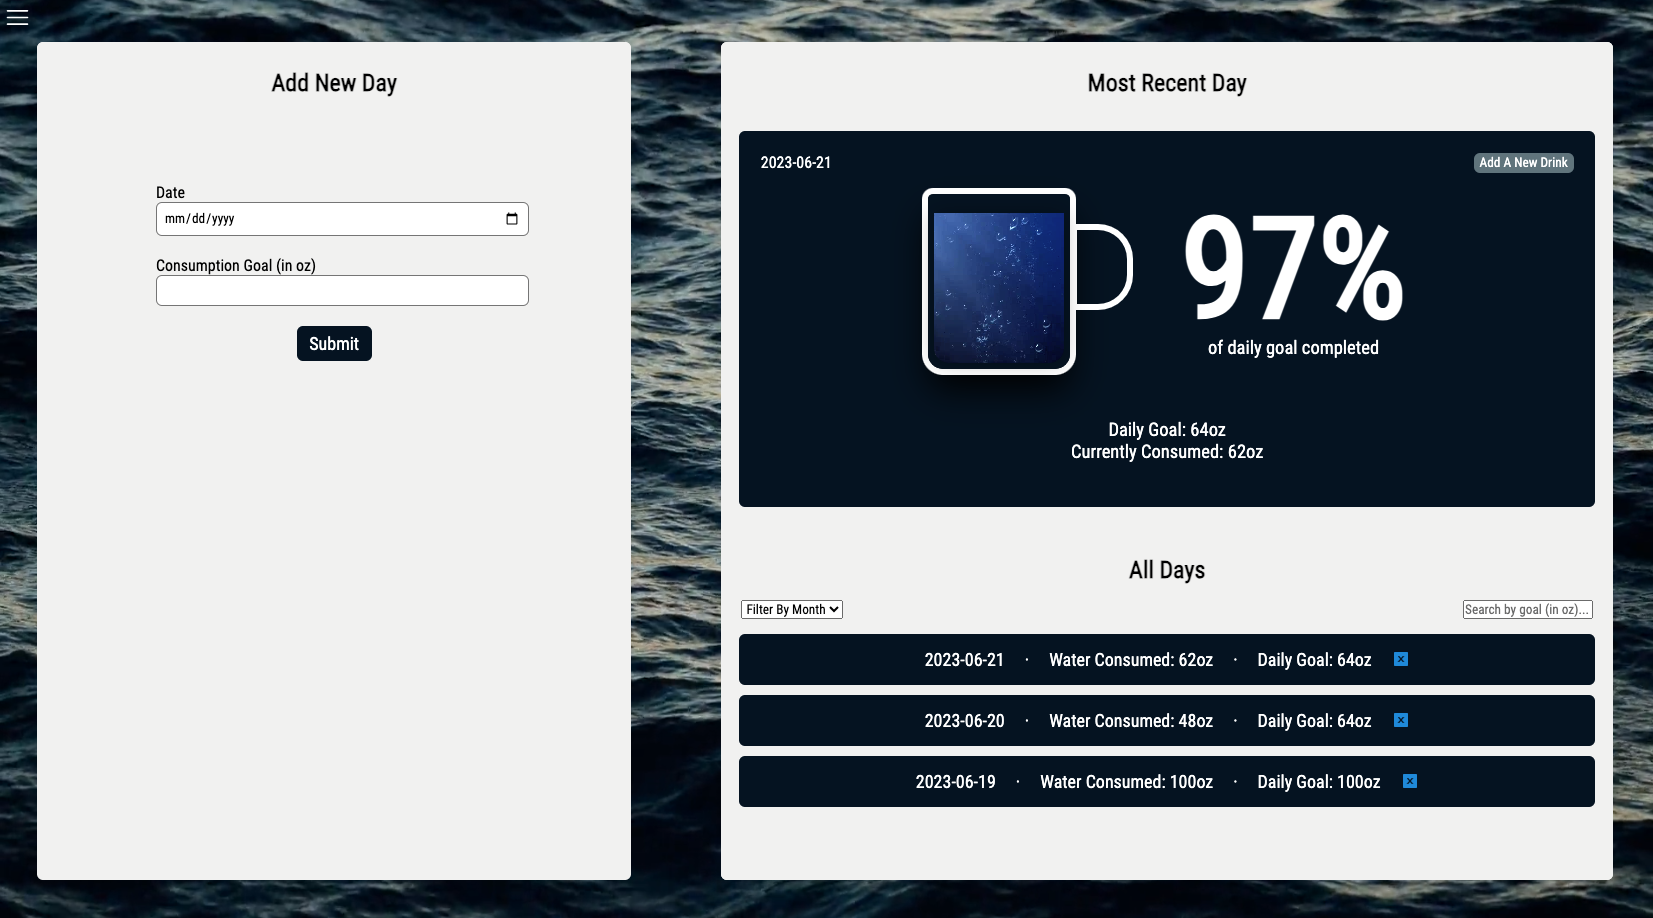 Add New Day
Date
mm/dd/yyyy
Consumption Goal (in oz)
Submit
Most Recent Day
2023-06-21
Add A New Drink
97%
of daily goal completed
Daily Goal: 64oz
Currently Consumed: 62oz
All Days
Filter By Month
Search by goal (in oz)...
2023-06-21 · Water Consumed: 62oz · Daily Goal: 64oz x
2023-06-20 · Water Consumed: 48oz · Daily Goal: 64oz x
2023-06-19 · Water Consumed: 100oz · Daily Goal: 100oz x